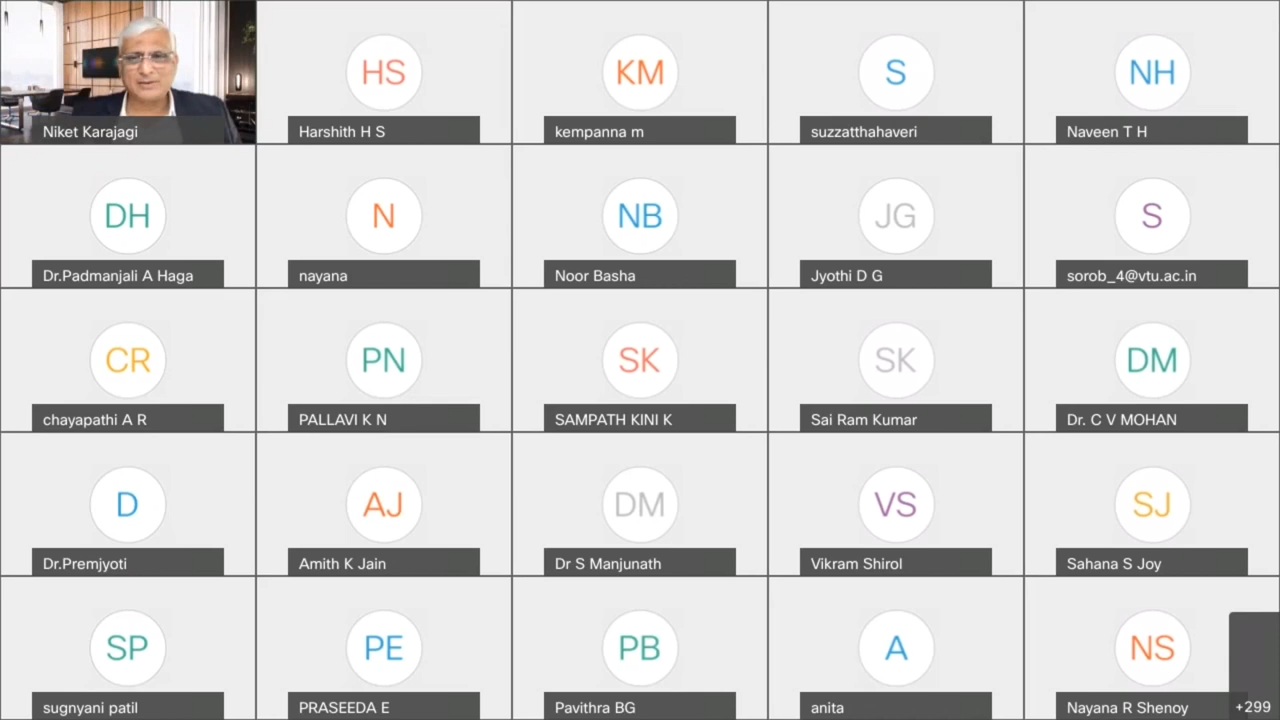 Niket Karajagi
HS
Harshith H S
KM
kempanna m
S
suzzatthahaveri
NH
Naveen T H
DH
Dr.Padmanjali A Haga
N
nayana
NB
Noor Basha
JG
Jyothi D G
S
sorob_4@vtu.ac.in
CR
chayapathi A R
PN
PALLAVI K N
SK
SAMPATH KINI K
SK
Sai Ram Kumar
DM
Dr. C V MOHAN
D
Dr.Premjyoti
AJ
Amith K Jain
DM
Dr S Manjunath
VS
Vikram Shirol
SJ
Sahana S Joy
SP
sugnyani patil
PE
PRASEEDA E
PB
Pavithra BG
A
anita
NS
Nayana R Shenoy
+299